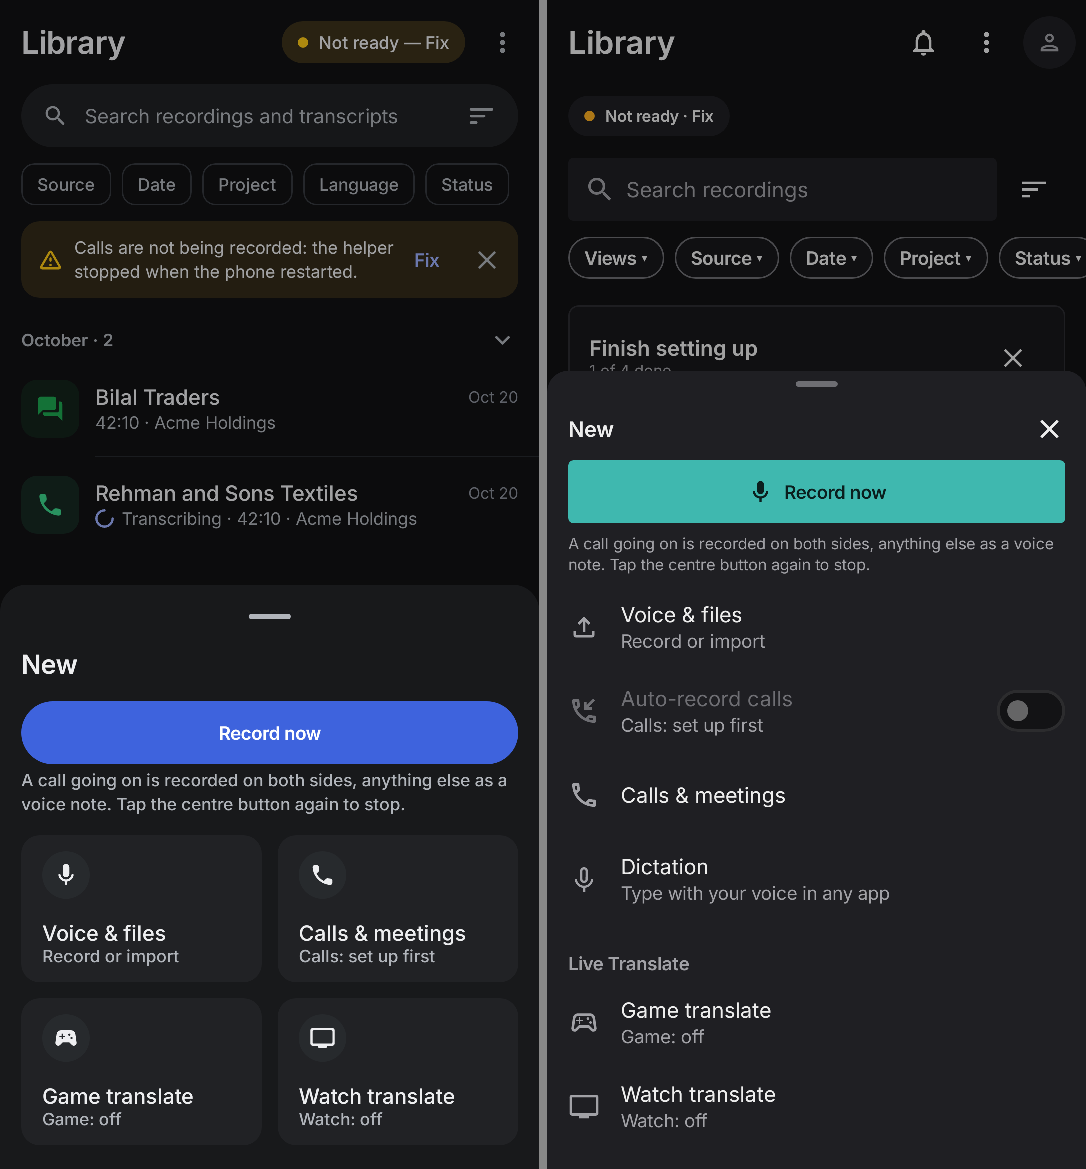 Library
Not ready — Fix
Search recordings and transcripts
Source
Date
Project
Language
Status
Calls are not being recorded: the helper
stopped when the phone restarted.
Fix
October · 2
Bilal Traders
Oct 20
42:10 · Acme Holdings
Rehman and Sons Textiles
Oct 20
Transcribing · 42:10 · Acme Holdings
New
Record now
A call going on is recorded on both sides, anything else as a
voice note. Tap the centre button again to stop.
Voice & files
Record or import
Calls & meetings
Calls: set up first
Game translate
Game: off
Watch translate
Watch: off
Library
Not ready · Fix
Search recordings
Views
Source
Date
Project
Status
Finish setting up
1 of 4 done
New
Record now
A call going on is recorded on both sides, anything else as a voice
note. Tap the centre button again to stop.
Voice & files
Record or import
Auto-record calls
Calls: set up first
Calls & meetings
Dictation
Type with your voice in any app
Live Translate
Game translate
Game: off
Watch translate
Watch: off